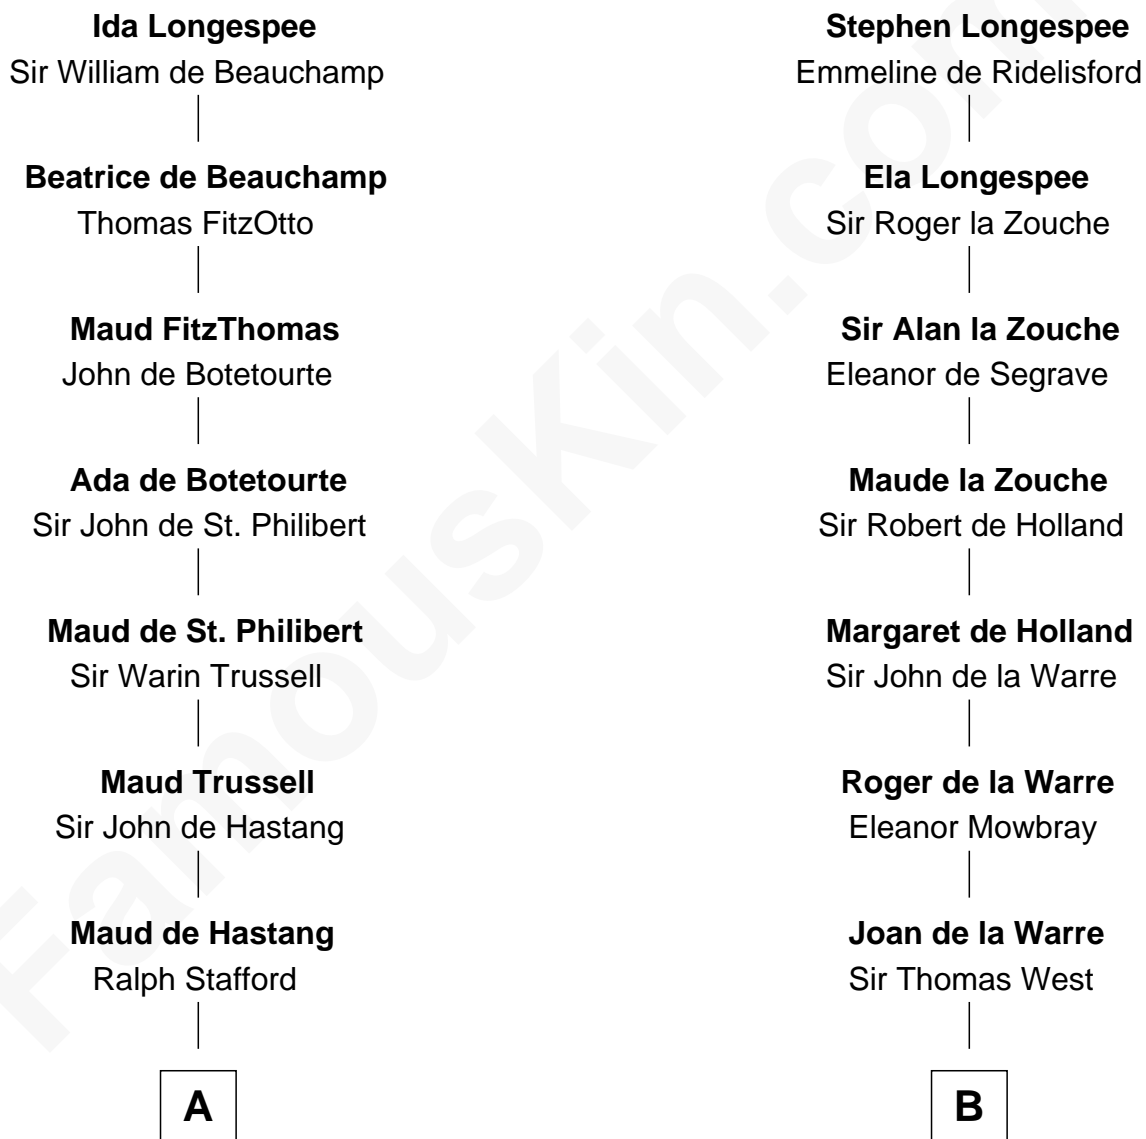 Ida Longespee
Sir William de Beauchamp
Beatrice de Beauchamp
Thomas FitzOtto
Maud FitzThomas
John de Botetourte
Ada de Botetourte
Sir John de St. Philibert
Maud de St. Philibert
Sir Warin Trussell
Maud Trussell
Sir John de Hastang
Maud de Hastang
Ralph Stafford
A
Stephen Longespee
Emmeline de Ridelisford
Ela Longespee
Sir Roger la Zouche
Sir Alan la Zouche
Eleanor de Segrave
Maude la Zouche
Sir Robert de Holland
Margaret de Holland
Sir John de la Warre
Roger de la Warre
Eleanor Mowbray
Joan de la Warre
Sir Thomas West
B
FamousKin.com